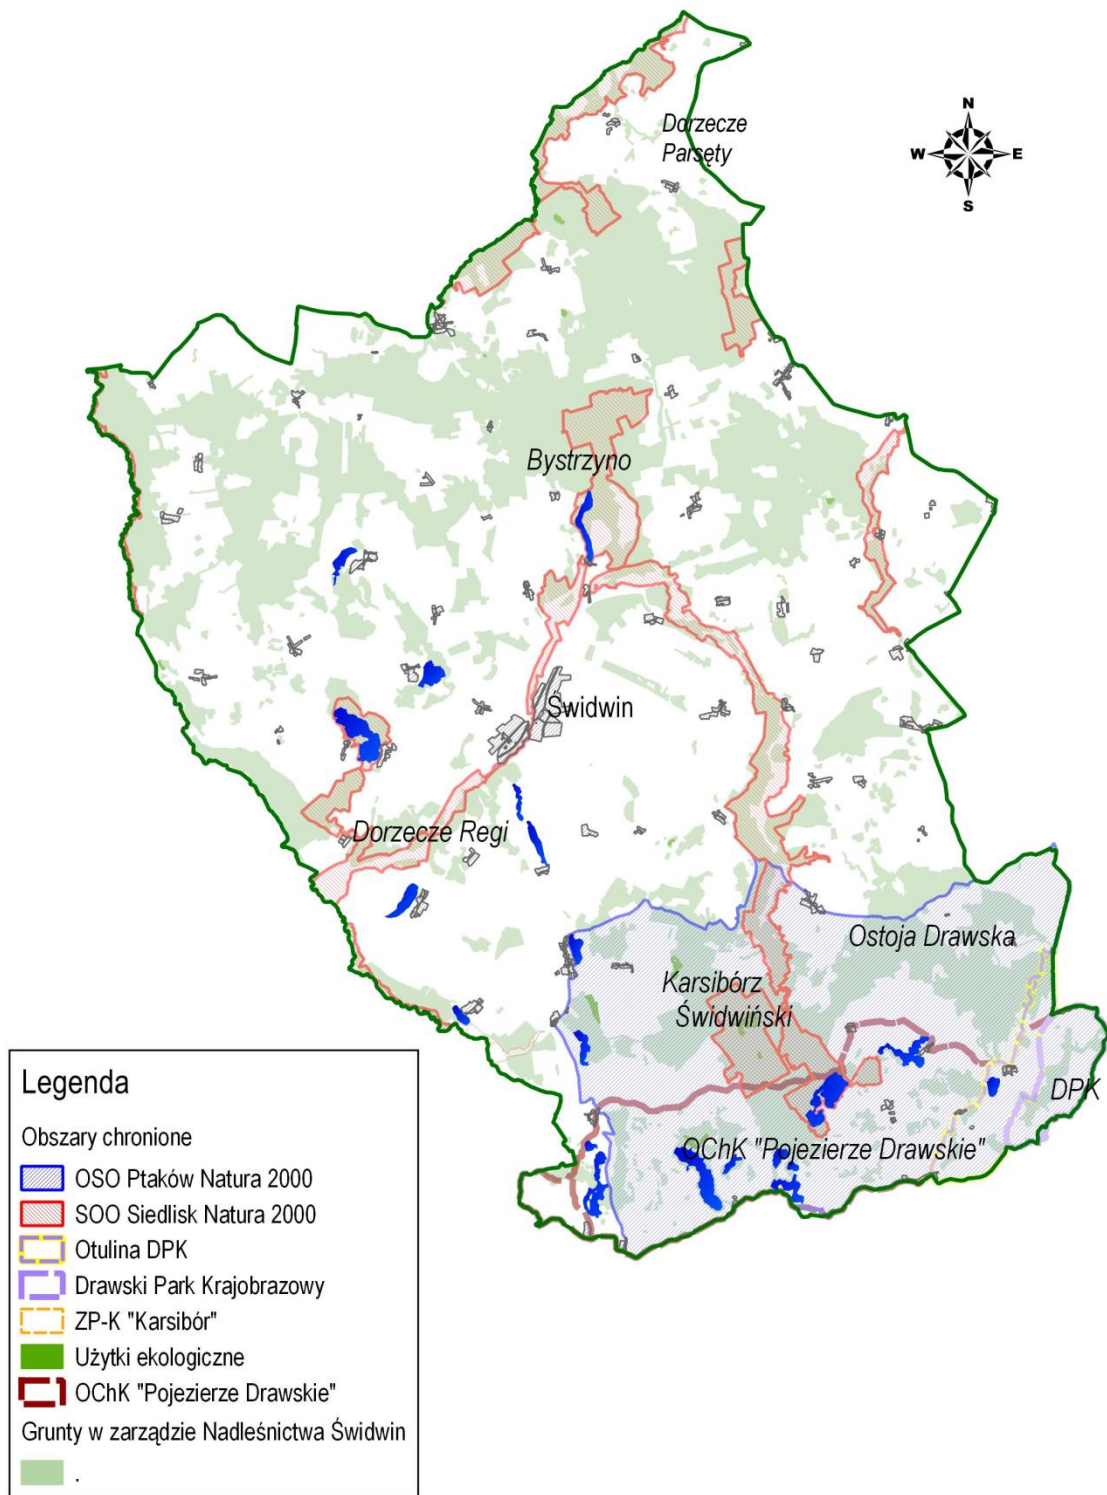 Dorzecze
Parsęty
N
W
E
S
Bystrzyno
Świdwin
Dorzecze Regi
Ostoja Drawska
Karsibórz
Świdwiński
DPK
OChK "Pojezierze Drawskie"
Legenda
Obszary chronione
OSO Ptaków Natura 2000
SOO Siedlisk Natura 2000
Otulina DPK
Drawski Park Krajobrazowy
ZP-K "Karsibór"
Użytki ekologiczne
OChK "Pojezierze Drawskie"
Grunty w zarządzie Nadleśnictwa Świdwin
.